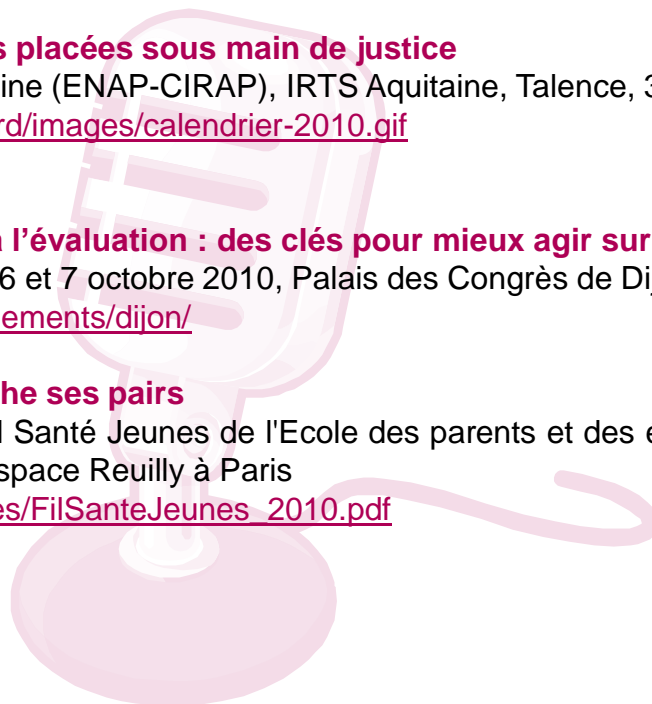 s placées sous main de justice
ine (ENAP-CIRAP), IRTS Aquitaine, Talence, 3
rd/images/calendrier-2010.gif
l’évaluation : des clés pour mieux agir sur
6 et 7 octobre 2010, Palais des Congrès de Di
ements/dijon/
he ses pairs
l Santé Jeunes de l'Ecole des parents et des é
space Reuilly à Paris
es/FilSanteJeunes_2010.pdf